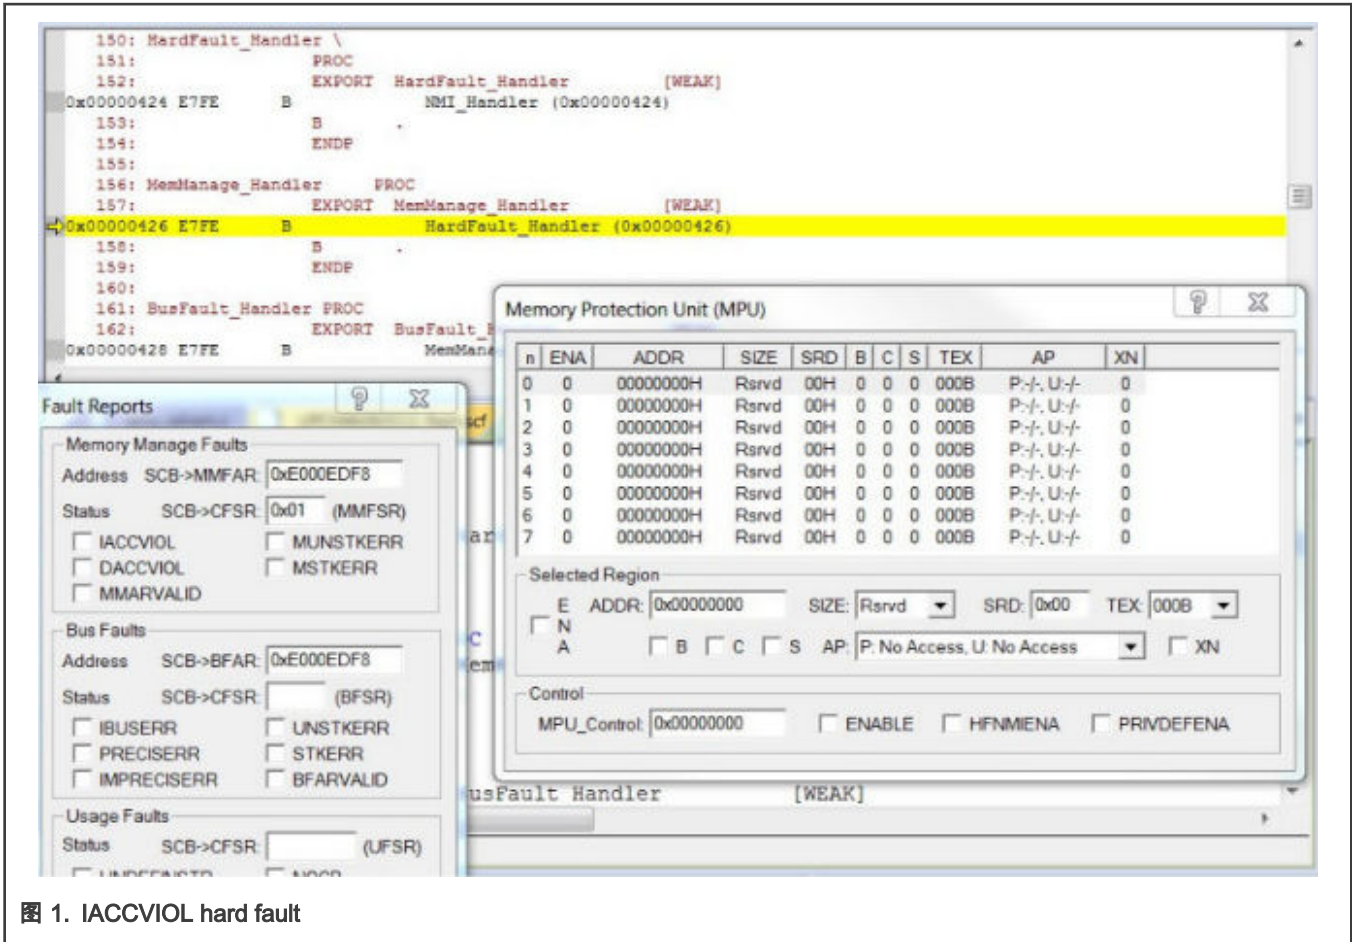 150: HardFault_Handler \
151: PROC
152: EXPORT HardFault_Handler [WEAK]
0x00000424 E7FE B NMI_Handler (0x00000424)
153: B .
154: ENDP
155:
156: MemManage_Handler PROC
157: EXPORT MemManage_Handler [WEAK]
0x00000426 E7FE B HardFault_Handler (0x00000426)
158: B .
159: ENDP
160:
161: BusFault_Handler PROC
162: EXPORT BusFault_H
0x00000428 E7FE B MemMana
Memory Protection Unit (MPU)
n ENA ADDR SIZE SRD B C S TEX AP XN
0 0 00000000H Rsrvd 00H 0 0 0 000B P:-/-, U:-/- 0
1 0 00000000H Rsrvd 00H 0 0 0 000B P:-/-, U:-/- 0
2 0 00000000H Rsrvd 00H 0 0 0 000B P:-/-, U:-/- 0
3 0 00000000H Rsrvd 00H 0 0 0 000B P:-/-, U:-/- 0
4 0 00000000H Rsrvd 00H 0 0 0 000B P:-/-, U:-/- 0
5 0 00000000H Rsrvd 00H 0 0 0 000B P:-/-, U:-/- 0
6 0 00000000H Rsrvd 00H 0 0 0 000B P:-/-, U:-/- 0
7 0 00000000H Rsrvd 00H 0 0 0 000B P:-/-, U:-/- 0
Selected Region
ENA ADDR: 0x00000000 SIZE: Rsrvd SRD: 0x00 TEX: 000B
B C S AP: P: No Access, U: No Access XN
Control
MPU_Control: 0x00000000 ENABLE HFNMIENA PRIVDEFENA
Fault Reports
Memory Manage Faults
Address SCB->MMFAR: 0xE000EDF8
Status SCB->CFSR: 0x01 (MMFSR)
IACCVIOL MUNSTKERR
DACCVIOL MSTKERR
MMARVALID
Bus Faults
Address SCB->BFAR: 0xE000EDF8
Status SCB->CFSR: (BFSR)
IBUSERR UNSTKERR
PRECISERR STKERR
IMPRECISERR BFARVALID
Usage Faults
Status SCB->CFSR: (UFSR)
scf
ar
C
em
usFault_Handler [WEAK]
图 1. IACCVIOL hard fault